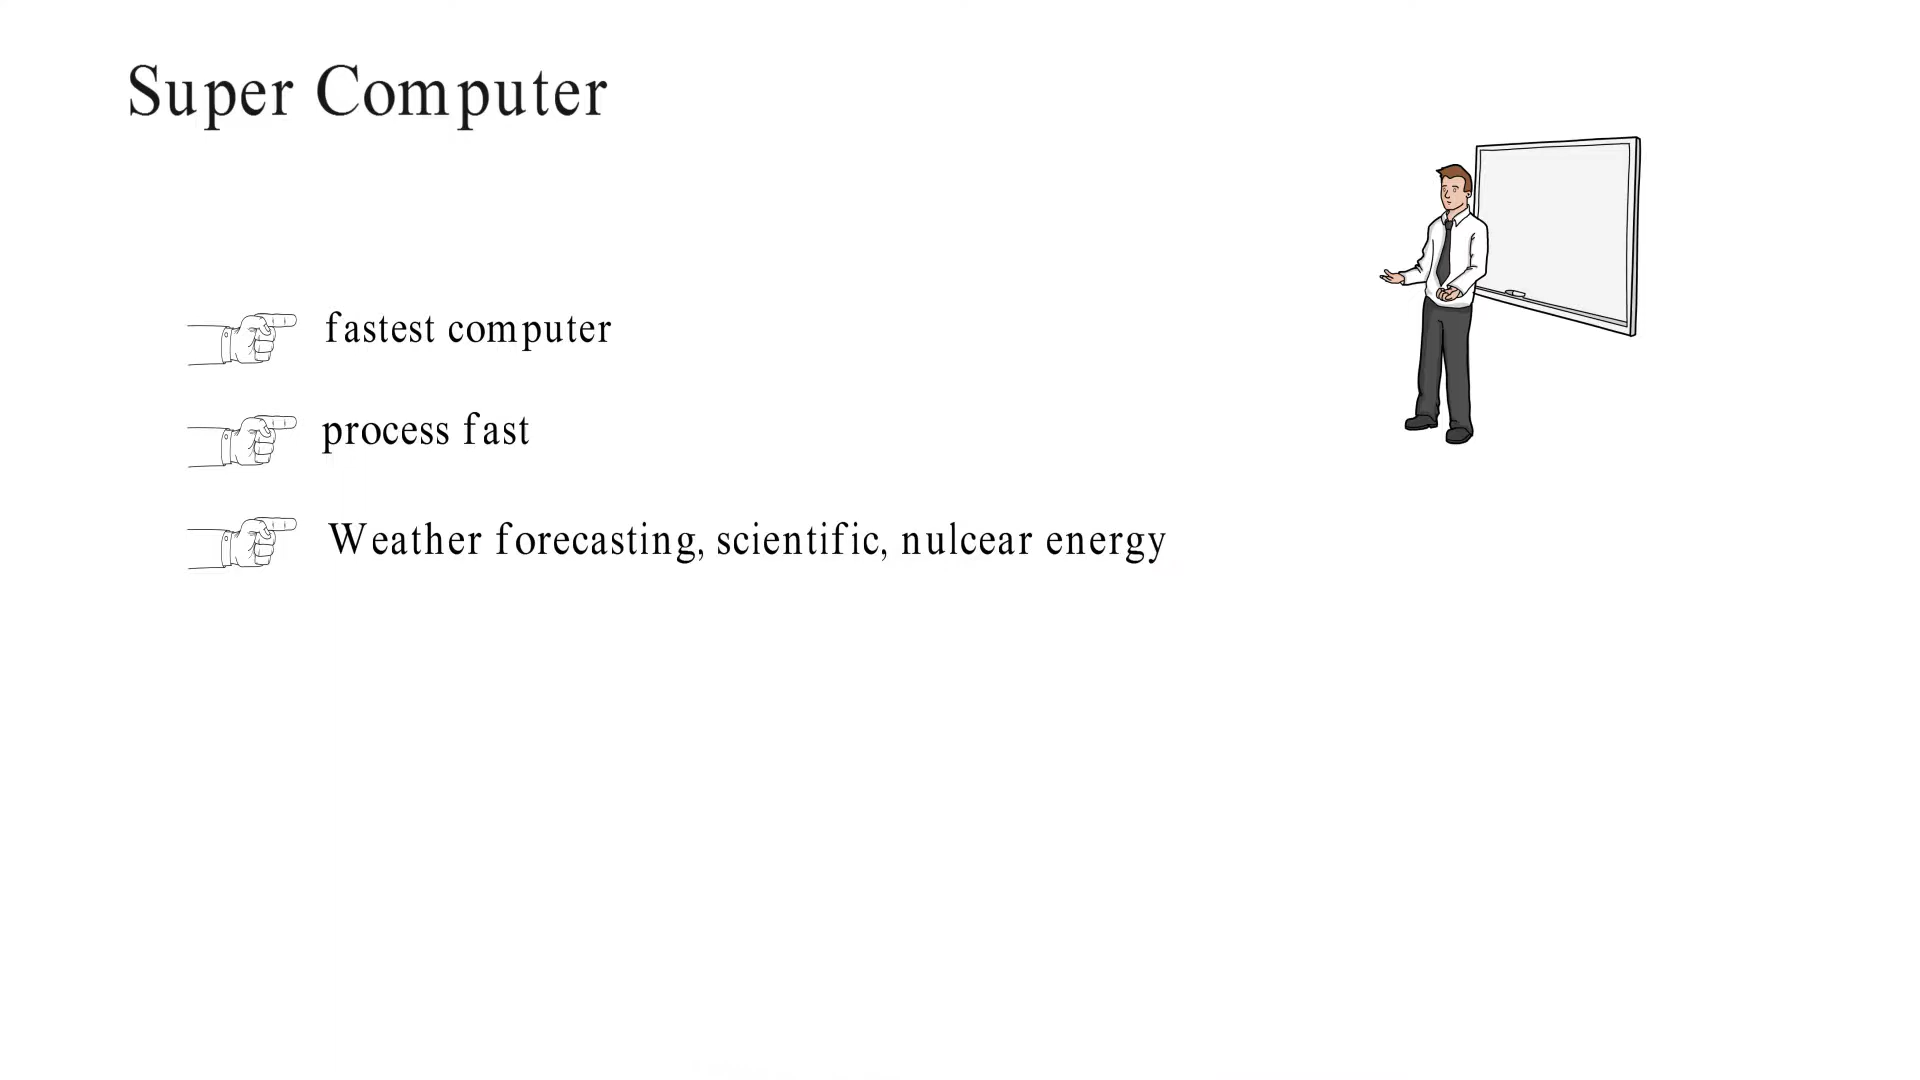 Super Computer
fastest computer
process fast
Weather forecasting, scientific, nulcear energy